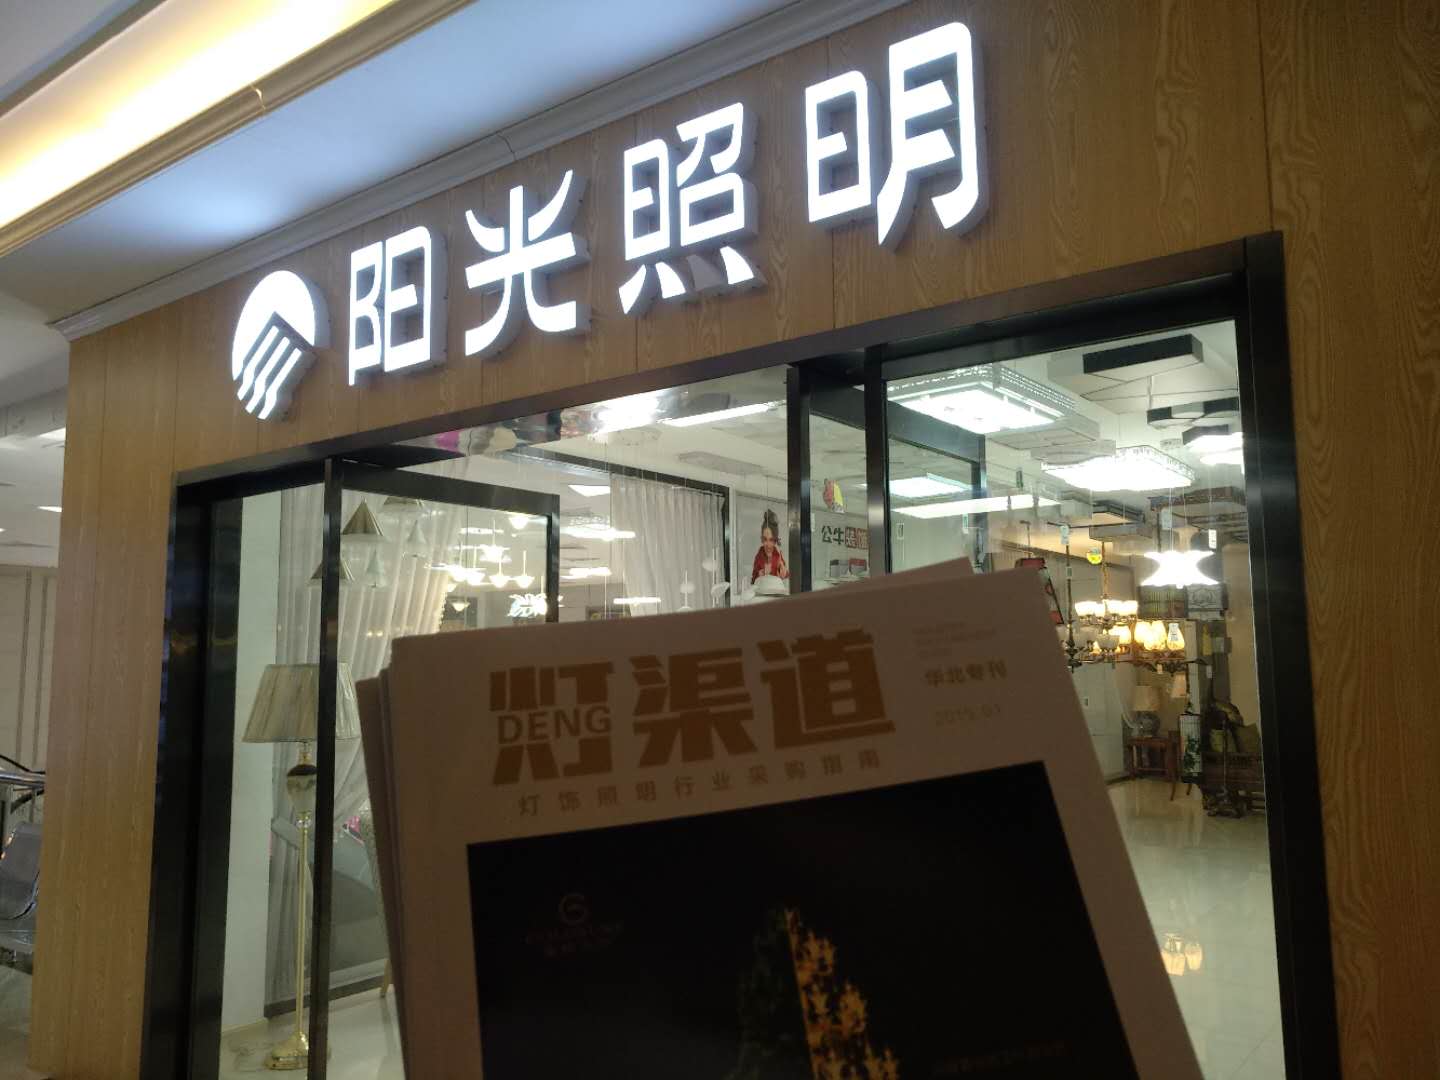 阳光照明
公牛
灯渠道
DENG
华北专刊
灯饰照明行业采购指南